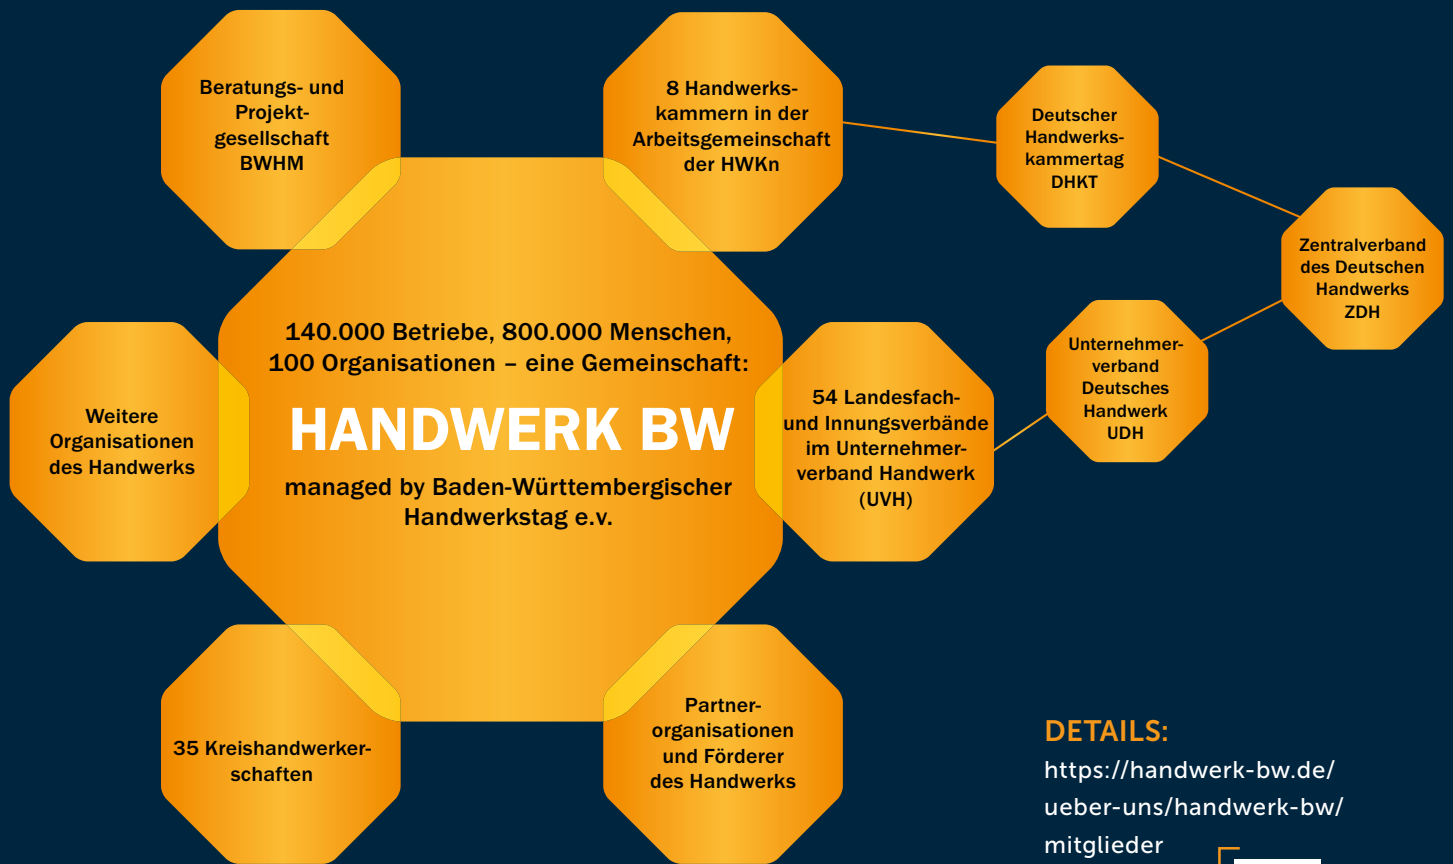 Beratungs- und
Projekt-
gesellschaft
BWHM
8 Handwerks-
kammern in der
Arbeitsgemeinschaft
der HWKn
Deutscher
Handwerks-
kammertag
DHKT
Zentralverband
des Deutschen
Handwerks
ZDH
140.000 Betriebe, 800.000 Menschen,
100 Organisationen – eine Gemeinschaft:
HANDWERK BW
managed by Baden-Württembergischer
Handwerkstag e.v.
Unternehmer-
verband
Deutsches
Handwerk
UDH
54 Landesfach-
und Innungsverbände
im Unternehmer-
verband Handwerk
(UVH)
Weitere
Organisationen
des Handwerks
35 Kreishandwerker-
schaften
Partner-
organisationen
und Förderer
des Handwerks
DETAILS:
https://handwerk-bw.de/
ueber-uns/handwerk-bw/
mitglieder